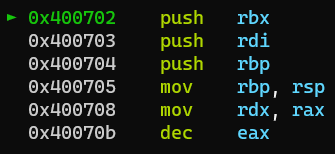 ► 0x400702 push rbx
0x400703 push rdi
0x400704 push rbp
0x400705 mov rbp, rsp
0x400708 mov rdx, rax
0x40070b dec eax